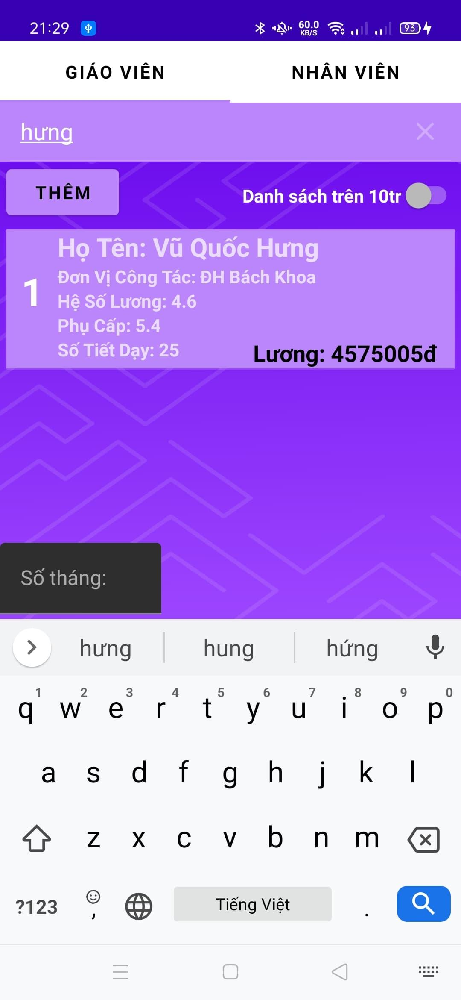 21:29 60.0 KB/S 93
GIÁO VIÊN NHÂN VIÊN
hưng
THÊM Danh sách trên 10tr
Họ Tên: Vũ Quốc Hưng
1 Đơn Vị Công Tác: ĐH Bách Khoa
Hệ Số Lương: 4.6
Phụ Cấp: 5.4
Số Tiết Dạy: 25 Lương: 4575005đ
Số tháng:
hưng hung hứng
1 2 3 4 5 6 7 8 9 0
q w e r t y u i o p
a s d f g h j k l
z x c v b n m
?123 , Tiếng Việt .